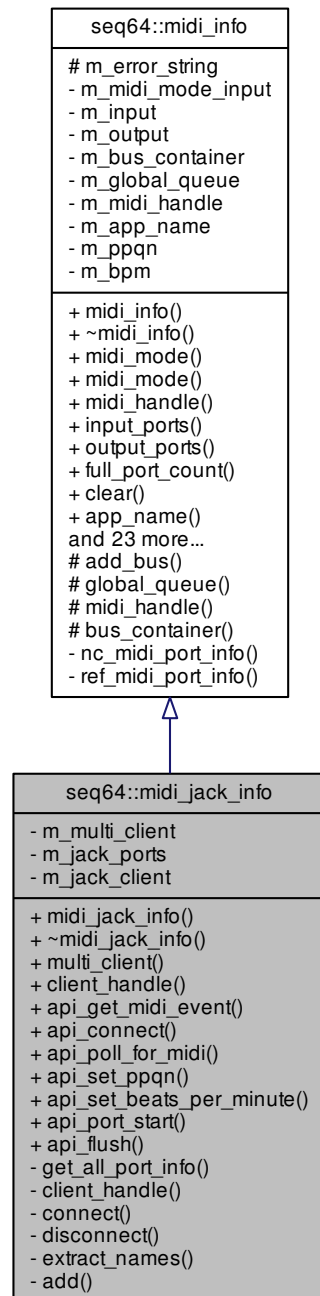 seq64::midi_info
# m_error_string
- m_midi_mode_input
- m_input
- m_output
- m_bus_container
- m_global_queue
- m_midi_handle
- m_app_name
- m_ppqn
- m_bpm
+ midi_info()
+ ~midi_info()
+ midi_mode()
+ midi_mode()
+ midi_handle()
+ input_ports()
+ output_ports()
+ full_port_count()
+ clear()
+ app_name()
and 23 more...
# add_bus()
# global_queue()
# midi_handle()
# bus_container()
- nc_midi_port_info()
- ref_midi_port_info()
seq64::midi_jack_info
- m_multi_client
- m_jack_ports
- m_jack_client
+ midi_jack_info()
+ ~midi_jack_info()
+ multi_client()
+ client_handle()
+ api_get_midi_event()
+ api_connect()
+ api_poll_for_midi()
+ api_set_ppqn()
+ api_set_beats_per_minute()
+ api_port_start()
+ api_flush()
- get_all_port_info()
- client_handle()
- connect()
- disconnect()
- extract_names()
- add()